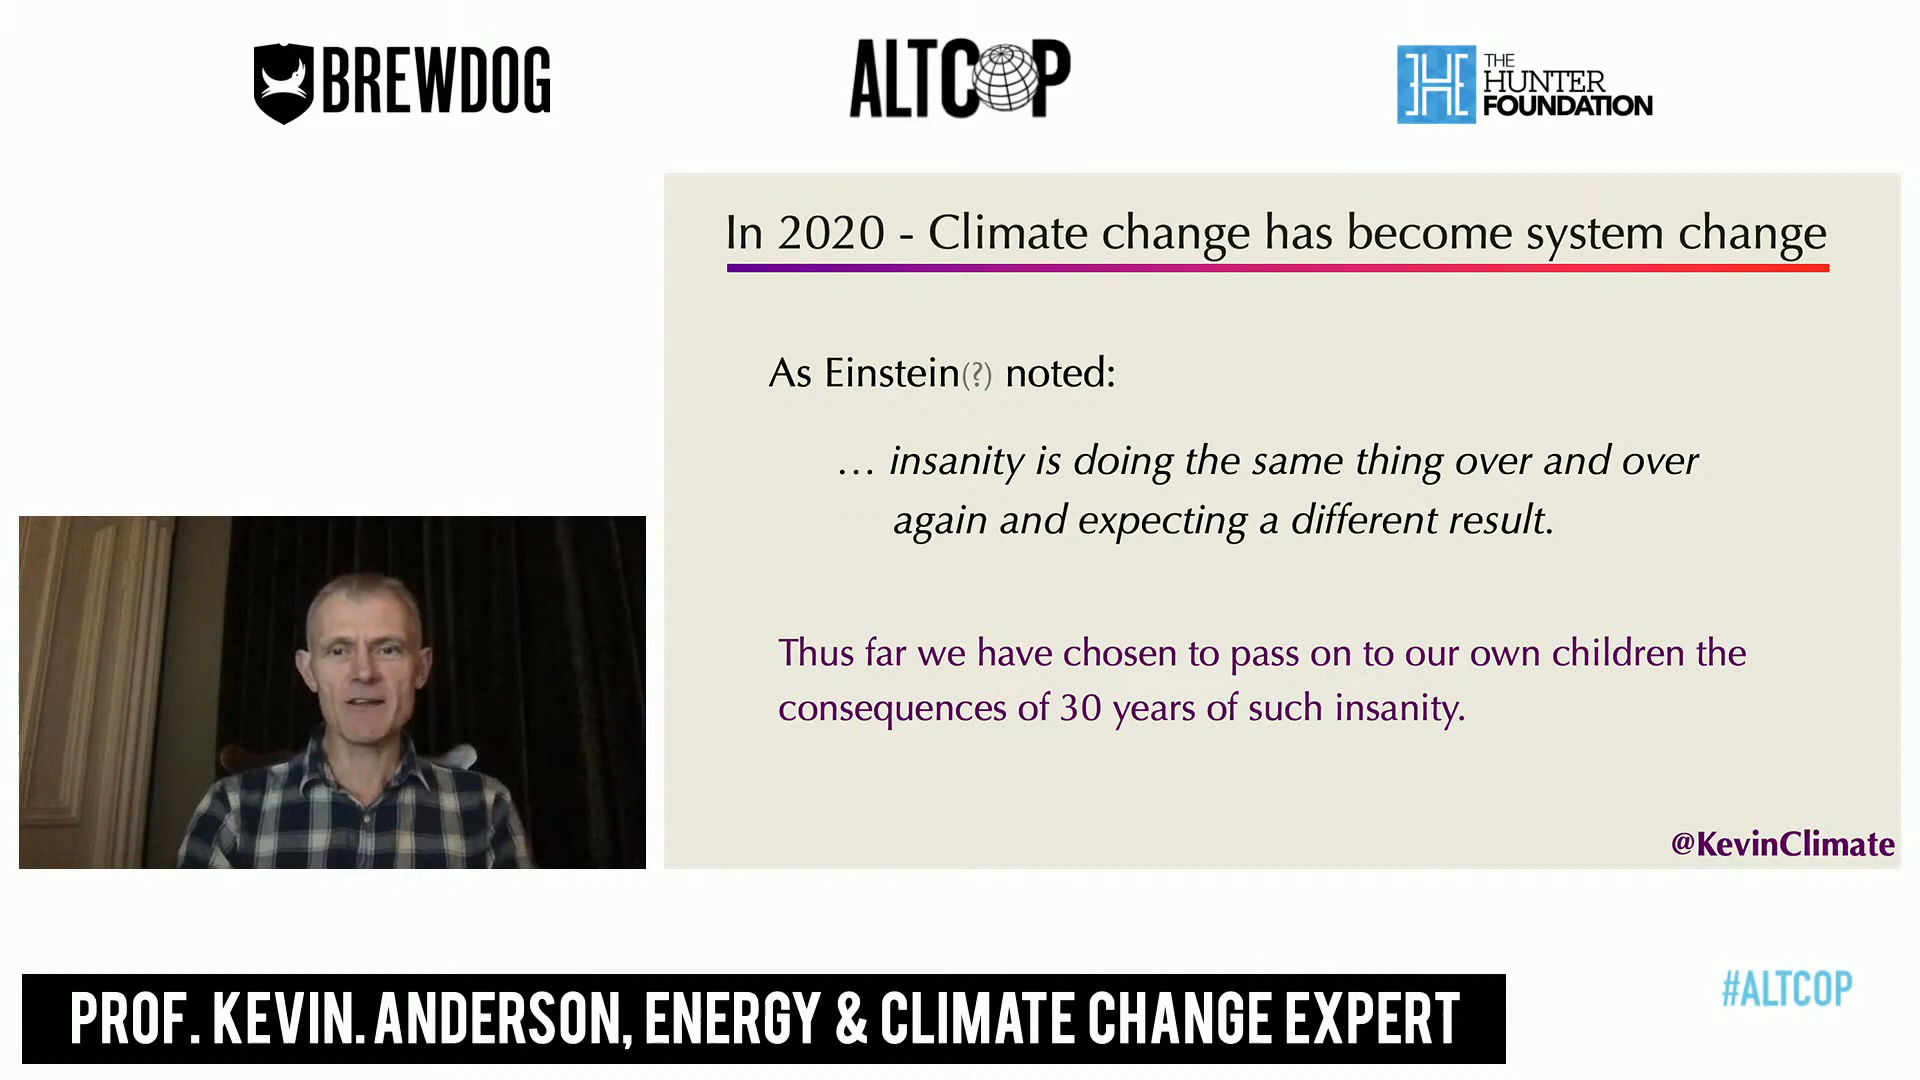 BREWDOG
ALTCOP
THE
HUNTER
FOUNDATION
In 2020 - Climate change has become system change
As Einstein(?) noted:
… insanity is doing the same thing over and over
again and expecting a different result.
Thus far we have chosen to pass on to our own children the
consequences of 30 years of such insanity.
@KevinClimate
#ALTCOP
PROF. KEVIN. ANDERSON, ENERGY & CLIMATE CHANGE EXPERT